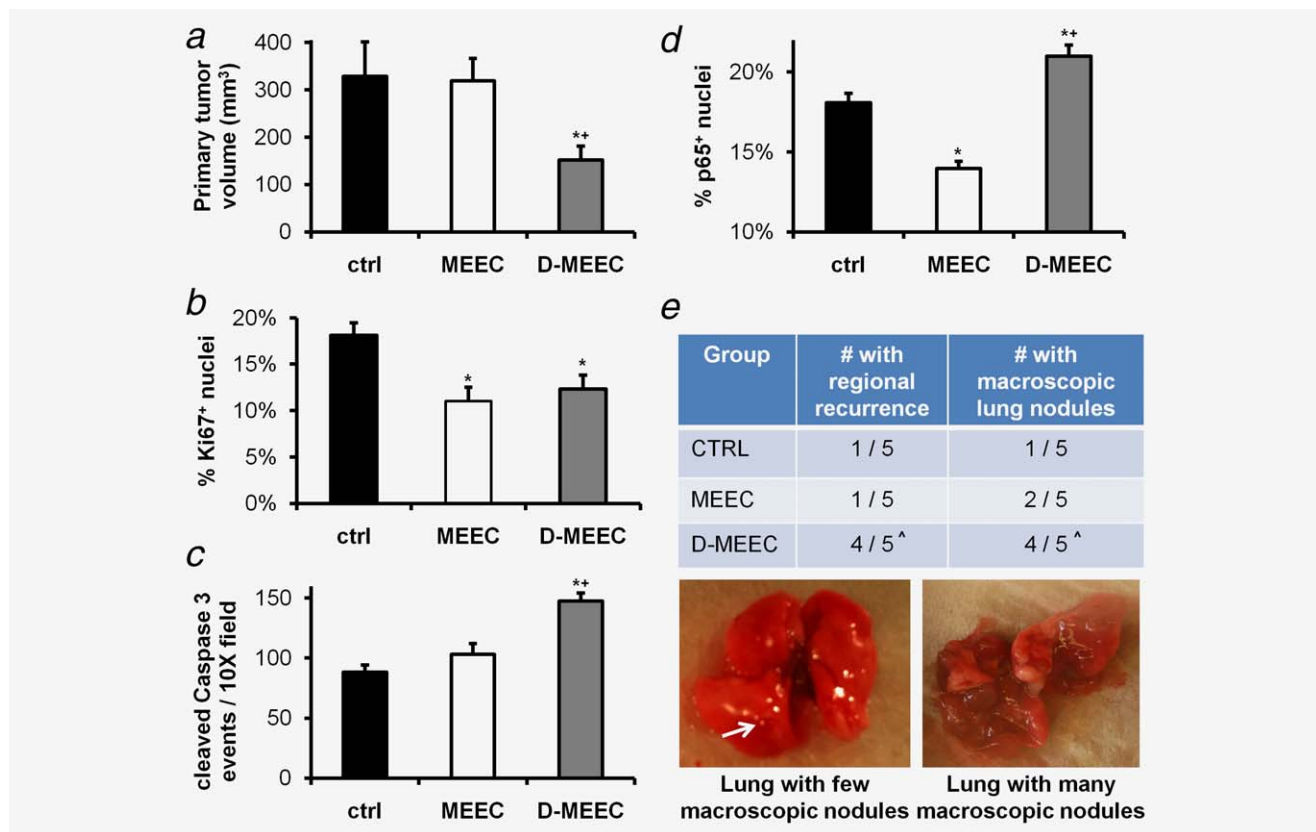 a
Primary tumor
volume (mm³)
400
300
200
100
0
*+
ctrl MEEC D-MEEC
b
% Ki67⁺ nuclei
20%
15%
10%
5%
0%
* *
ctrl MEEC D-MEEC
c
cleaved Caspase 3
events / 10X field
150
100
50
0
*+
ctrl MEEC D-MEEC
d
% p65⁺ nuclei
20%
15%
10%
*
*+
ctrl MEEC D-MEEC
e
Group # with regional recurrence # with macroscopic lung nodules
CTRL 1 / 5 1 / 5
MEEC 1 / 5 2 / 5
D-MEEC 4 / 5 ^ 4 / 5 ^
Lung with few
macroscopic nodules
Lung with many
macroscopic nodules